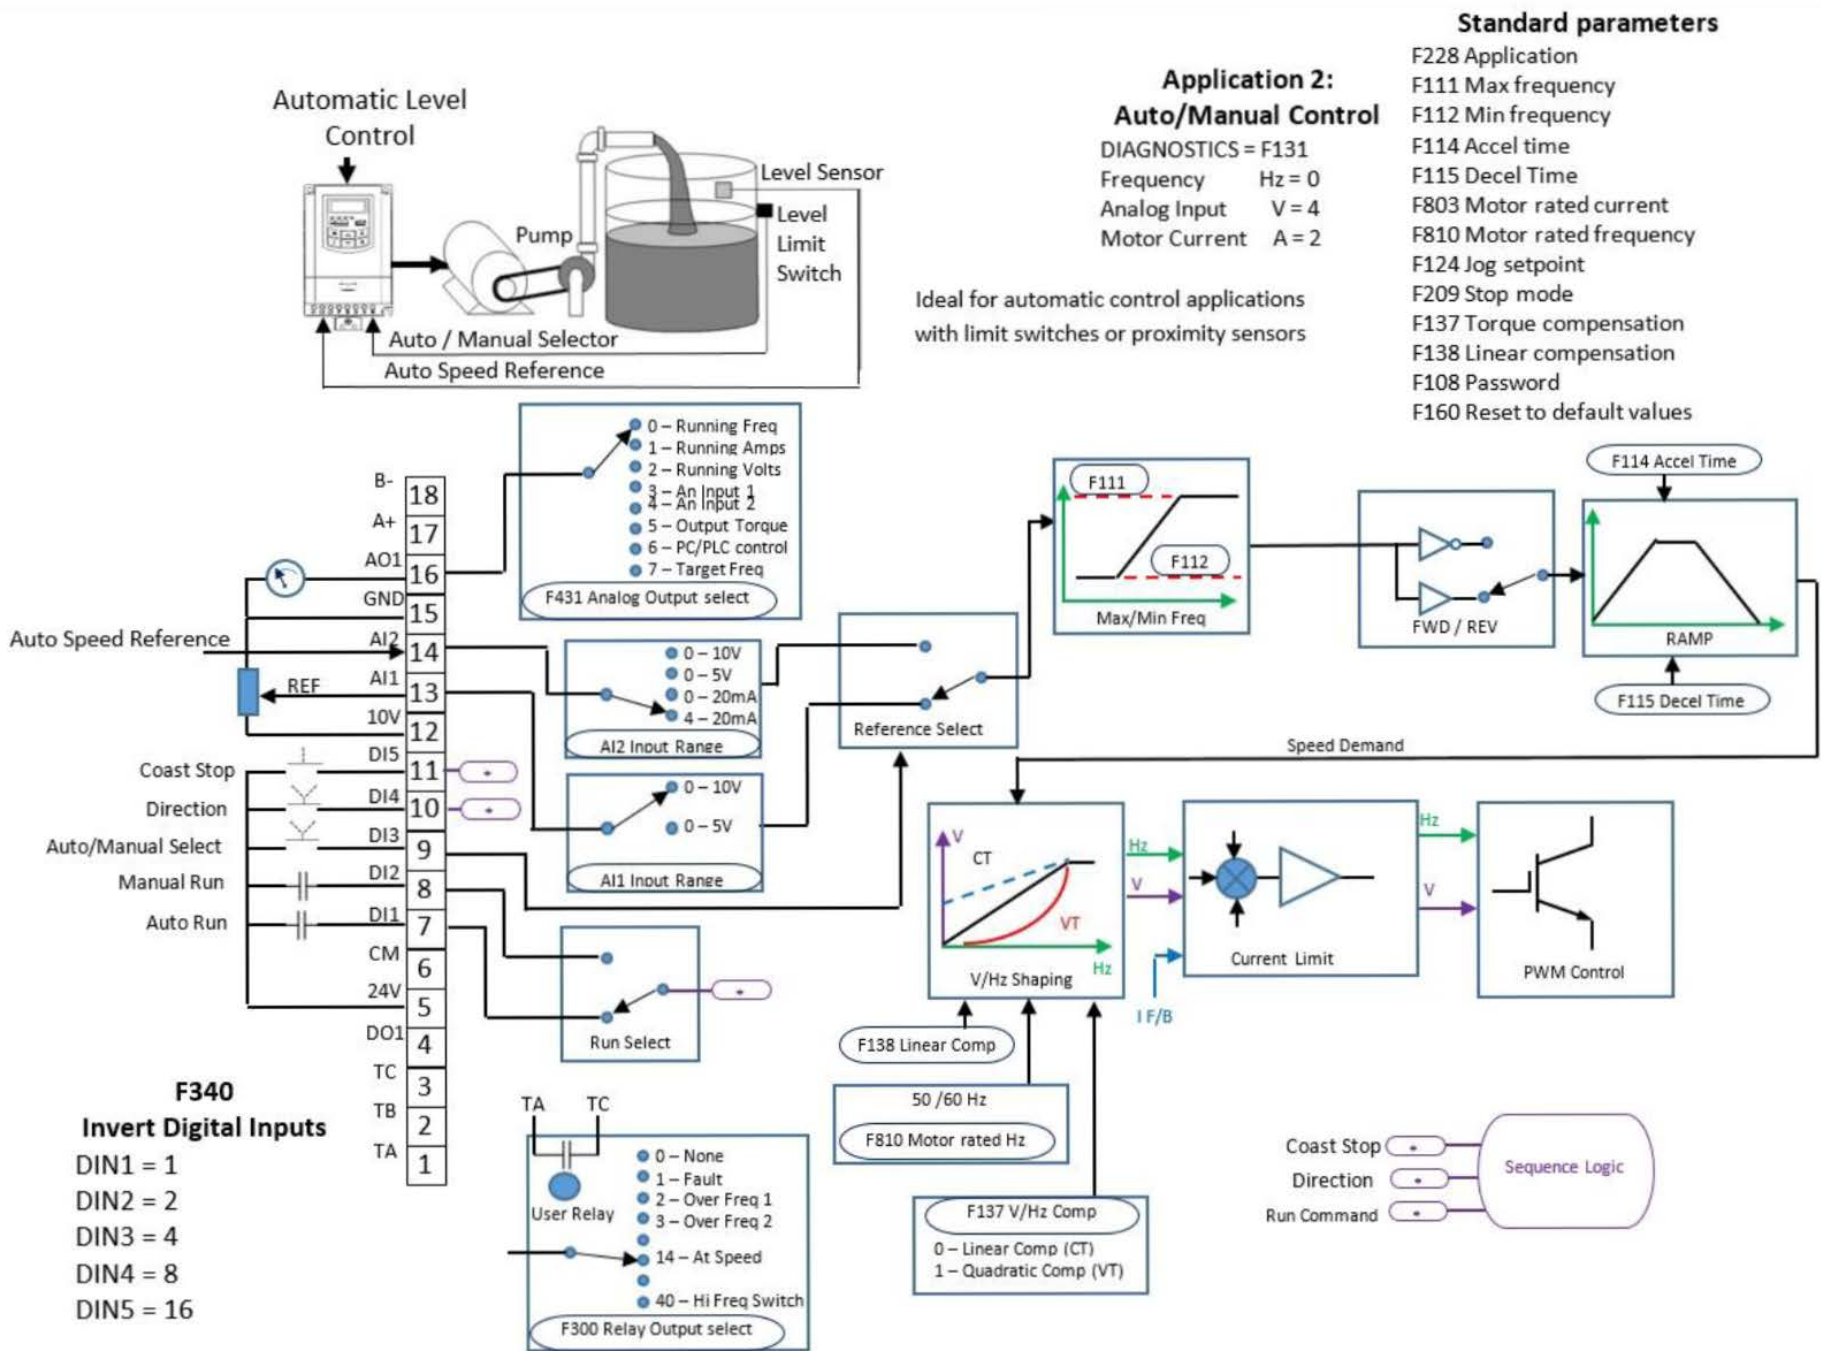 Standard parameters
F228 Application
F111 Max frequency
F112 Min frequency
F114 Accel time
F115 Decel Time
F803 Motor rated current
F810 Motor rated frequency
F124 Jog setpoint
F209 Stop mode
F137 Torque compensation
F138 Linear compensation
F108 Password
F160 Reset to default values
Application 2:
Auto/Manual Control
DIAGNOSTICS = F131
Frequency Hz = 0
Analog Input V = 4
Motor Current A = 2
Ideal for automatic control applications
with limit switches or proximity sensors
Automatic Level
Control
Pump
Level Sensor
Level
Limit
Switch
Auto / Manual Selector
Auto Speed Reference
0 – Running Freq
1 – Running Amps
2 – Running Volts
3 – An Input 1
4 – An Input 2
5 – Output Torque
6 – PC/PLC control
7 – Target Freq
F431 Analog Output select
B- 18
A+ 17
AO1 16
GND 15
Auto Speed Reference AI2 14
REF AI1 13
10V 12
Coast Stop DI5 11
Direction DI4 10
Auto/Manual Select DI3 9
Manual Run DI2 8
Auto Run DI1 7
CM 6
24V 5
DO1 4
TC 3
TB 2
TA 1
0 – 10V
0 – 5V
0 – 20mA
4 – 20mA
AI2 Input Range
0 – 10V
0 – 5V
AI1 Input Range
Reference Select
Run Select
F111
F112
Max/Min Freq
FWD / REV
F114 Accel Time
RAMP
F115 Decel Time
Speed Demand
V
CT
VT
Hz
V/Hz Shaping
Hz
V
Current Limit
I F/B
Hz
V
PWM Control
F138 Linear Comp
50 /60 Hz
F810 Motor rated Hz
F137 V/Hz Comp
0 – Linear Comp (CT)
1 – Quadratic Comp (VT)
F340
Invert Digital Inputs
DIN1 = 1
DIN2 = 2
DIN3 = 4
DIN4 = 8
DIN5 = 16
TA TC
User Relay
0 – None
1 – Fault
2 – Over Freq 1
3 – Over Freq 2
14 – At Speed
40 – Hi Freq Switch
F300 Relay Output select
Coast Stop
Direction
Run Command
Sequence Logic